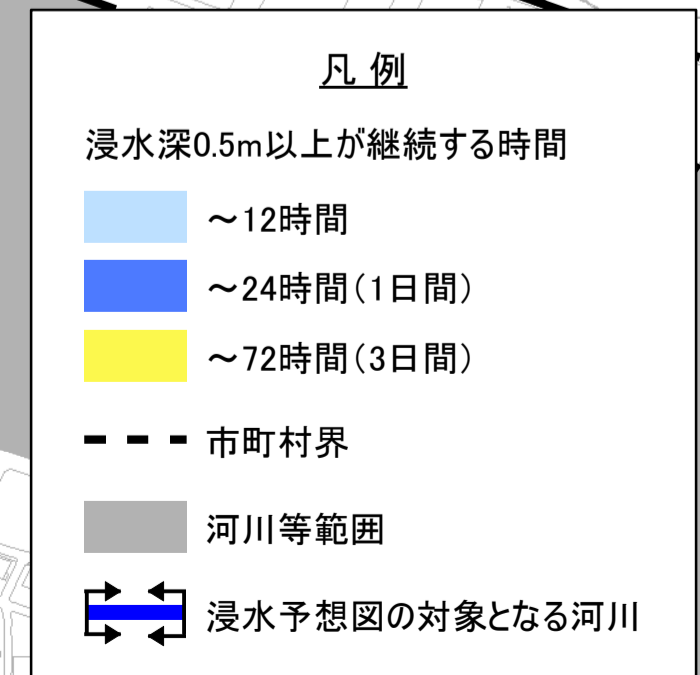 凡例
浸水深0.5m以上が継続する時間
～12時間
～24時間(1日間)
～72時間(3日間)
市町村界
河川等範囲
浸水予想図の対象となる河川